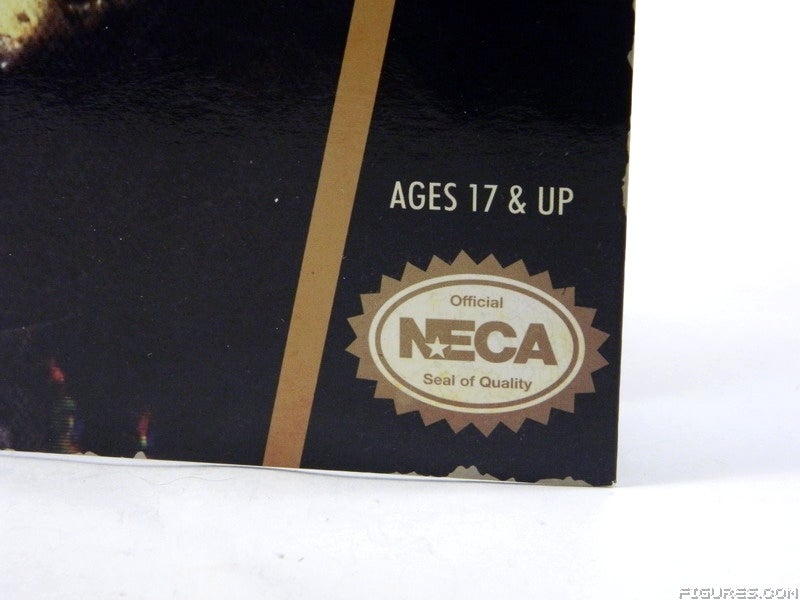 AGES 17 & UP
Official
NECA
Seal of Quality
FIGURES.COM